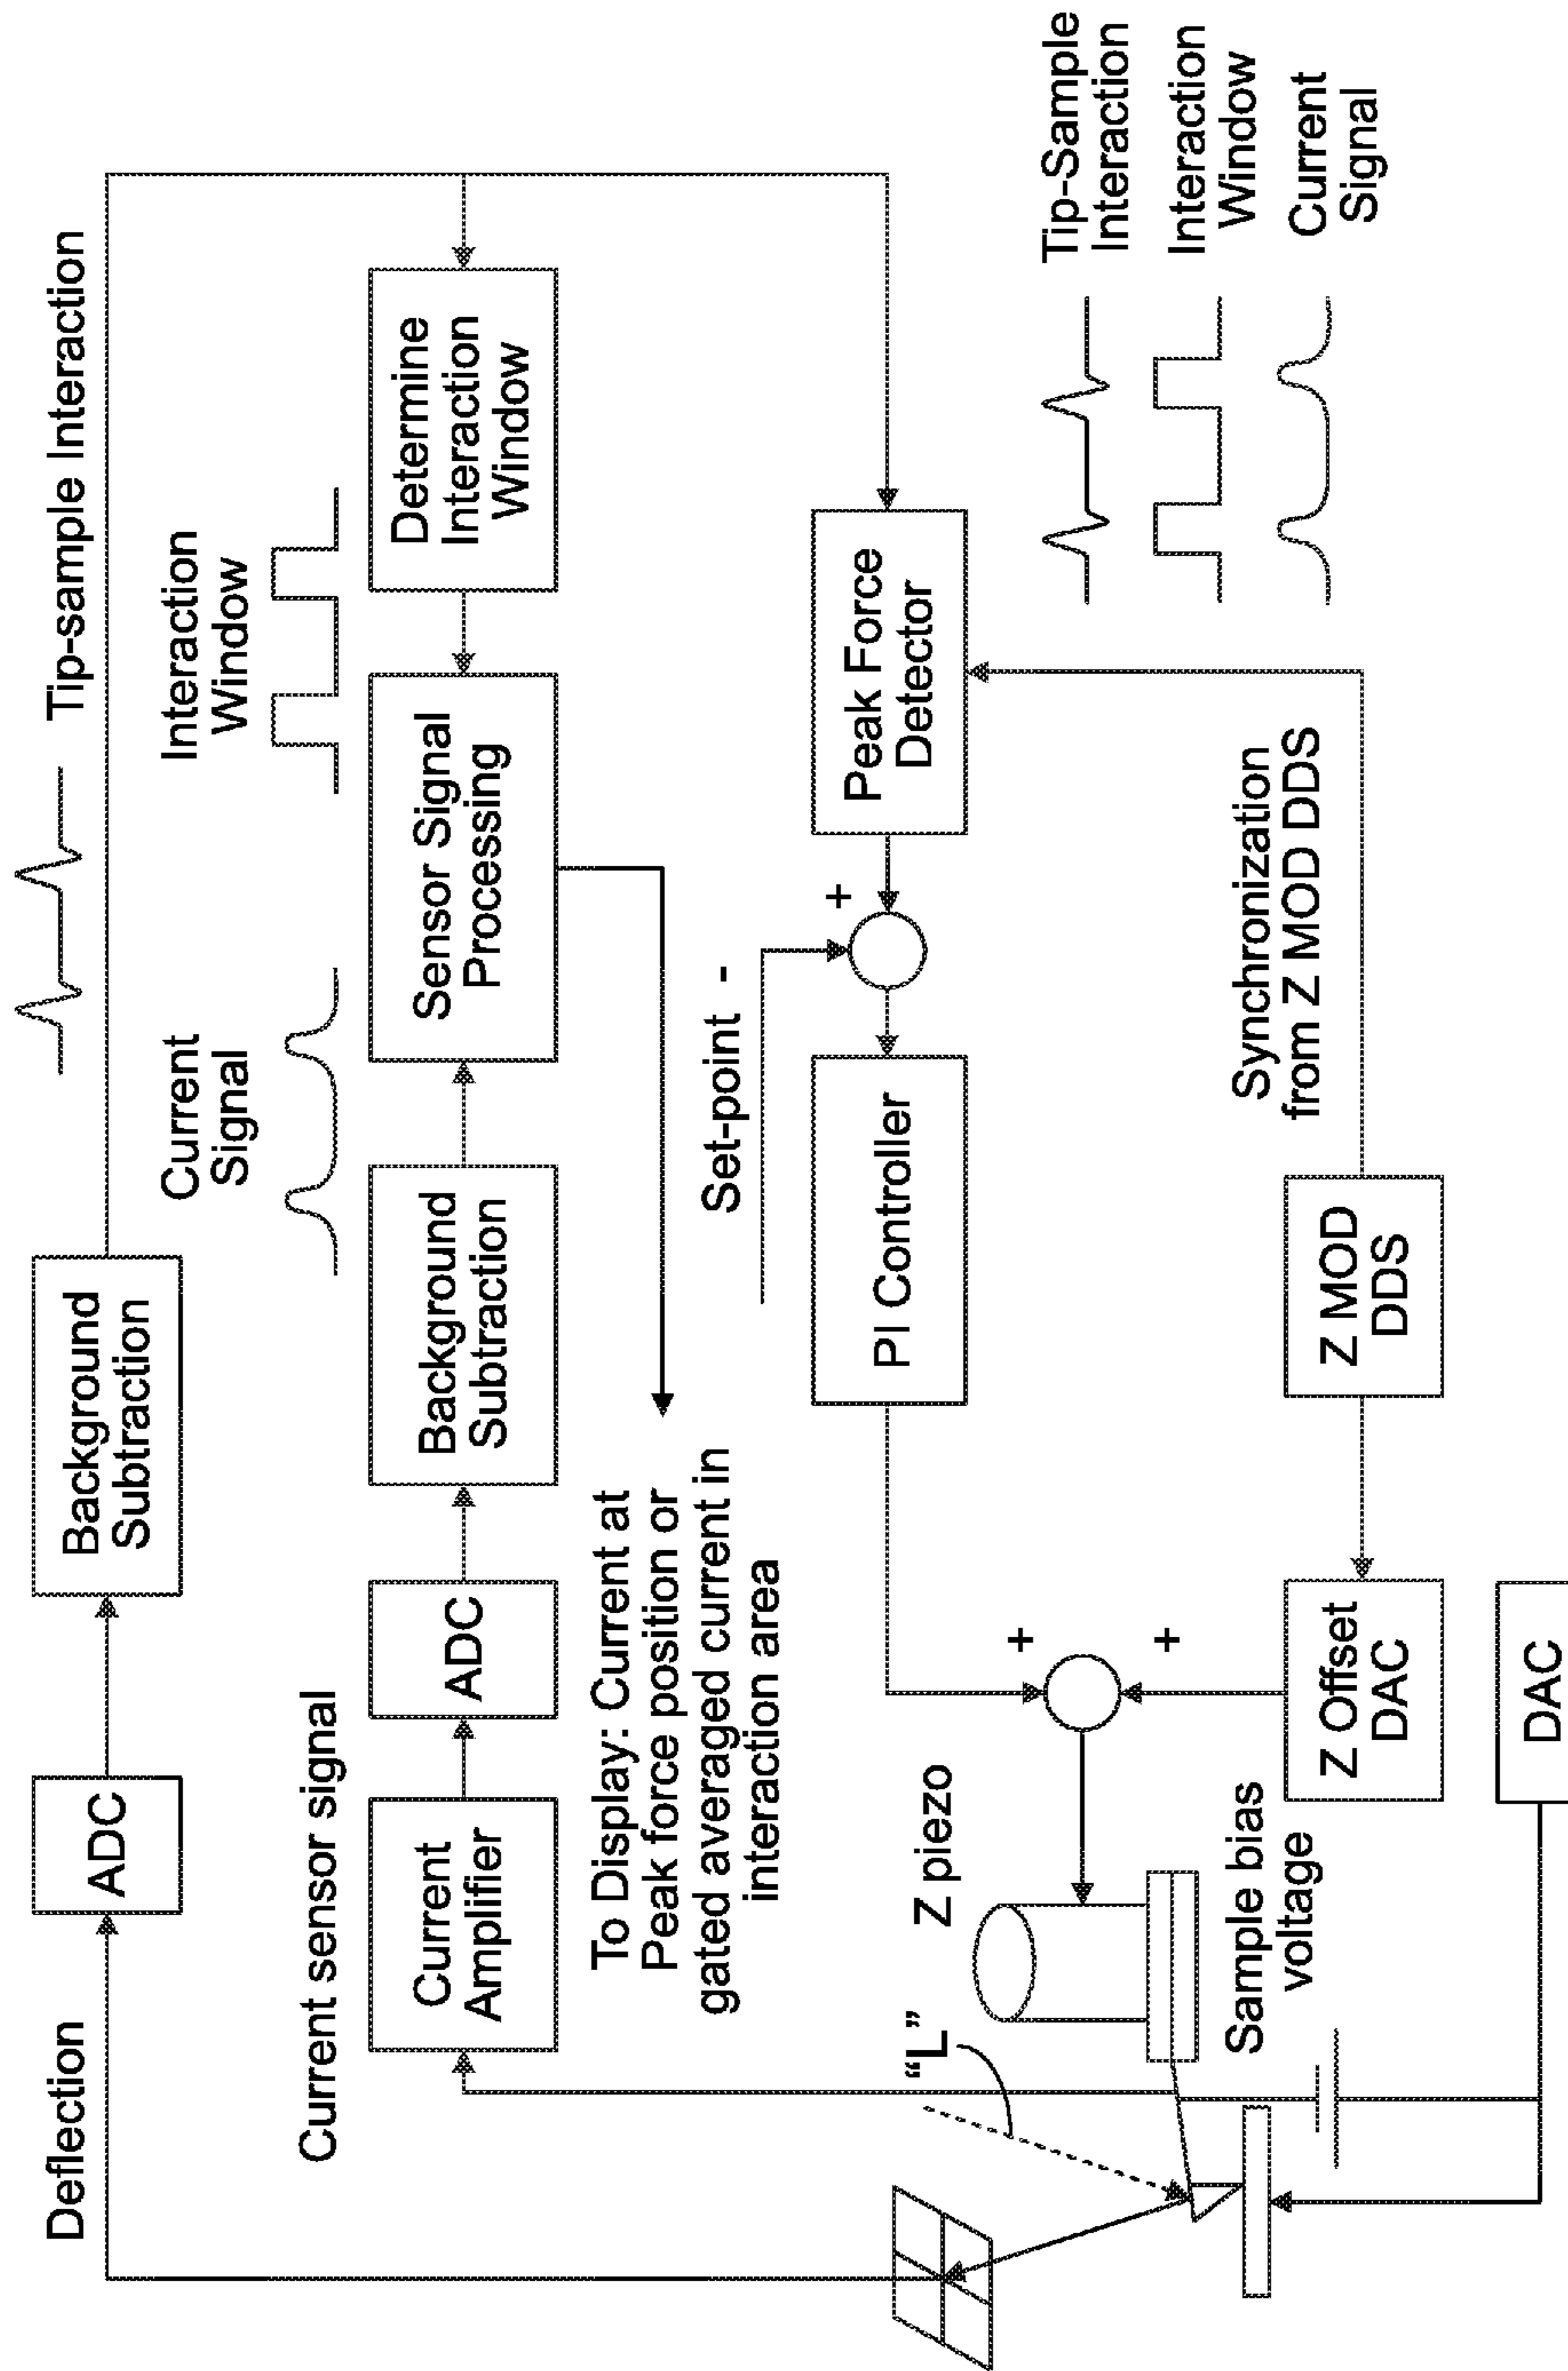 Deflection
ADC
Background
Subtraction
Tip-sample Interaction
Current sensor signal
Current
Amplifier
ADC
Background
Subtraction
Current
Signal
Sensor Signal
Processing
Interaction
Window
Determine
Interaction
Window
To Display: Current at
Peak force position or
gated averaged current in
interaction area
Set-point -
+
"L"
Z piezo
+
+
PI Controller
Peak Force
Detector
Sample bias
voltage
Z Offset
DAC
Z MOD
DDS
Synchronization
from Z MOD DDS
DAC
Tip-Sample
Interaction
Interaction
Window
Current
Signal